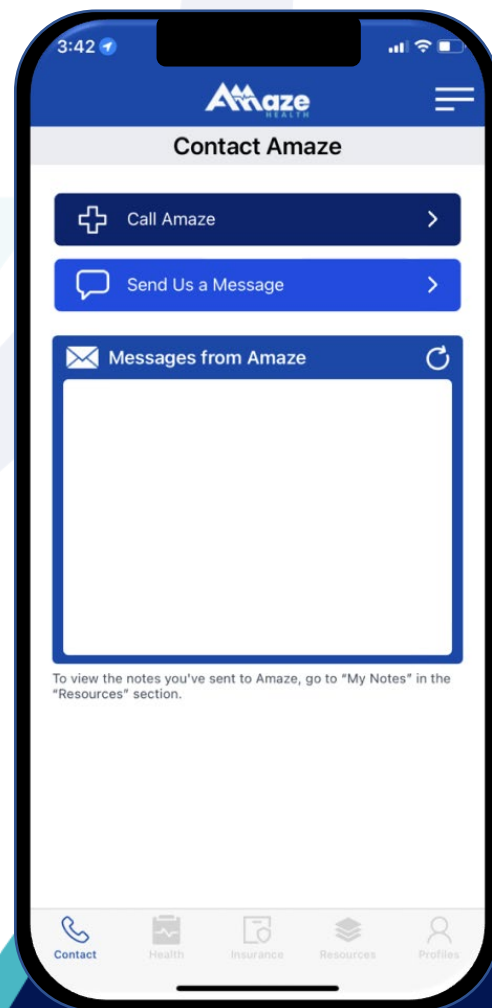 3:42
AMaze
HEALTH
Contact Amaze
Call Amaze
Send Us a Message
Messages from Amaze
To view the notes you've sent to Amaze, go to "My Notes" in the
"Resources" section.
Contact Health Insurance Resources Profiles